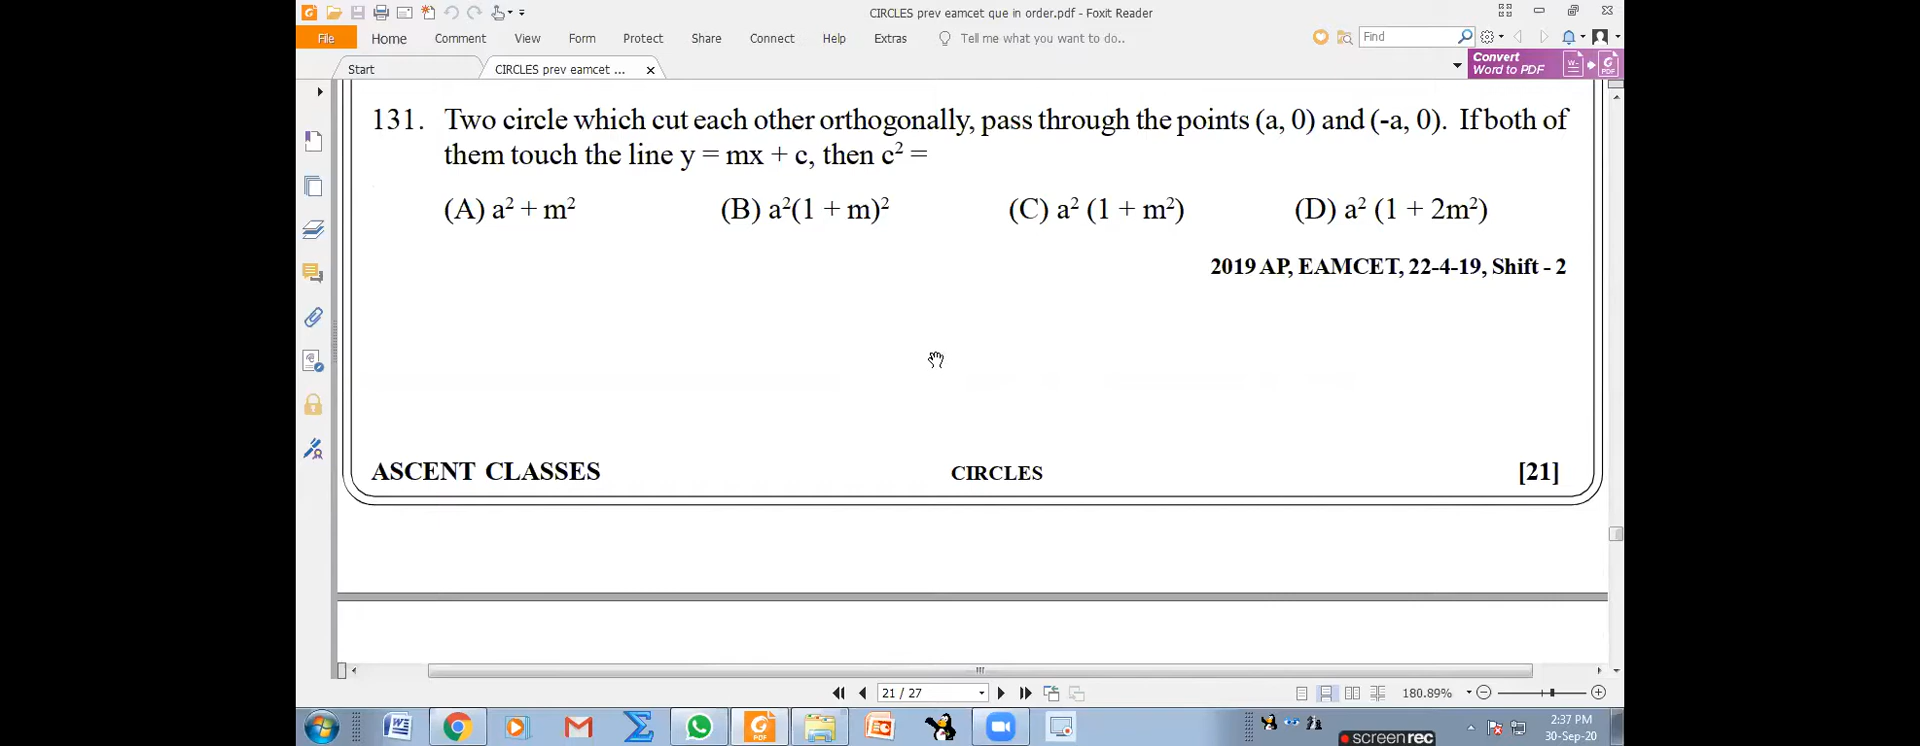 CIRCLES prev eamcet que in order.pdf - Foxit Reader
File Home Comment View Form Protect Share Connect Help Extras Tell me what you want to do.. Find
Start CIRCLES prev eamcet ... Convert
Word to PDF
131. Two circle which cut each other orthogonally, pass through the points (a, 0) and (-a, 0). If both of
them touch the line y = mx + c, then c² =
(A) a² + m² (B) a²(1 + m)² (C) a² (1 + m²) (D) a² (1 + 2m²)
2019 AP, EAMCET, 22-4-19, Shift - 2
ASCENT CLASSES CIRCLES [21]
21 / 27 180.89%
2:37 PM
30-Sep-20
screenrec